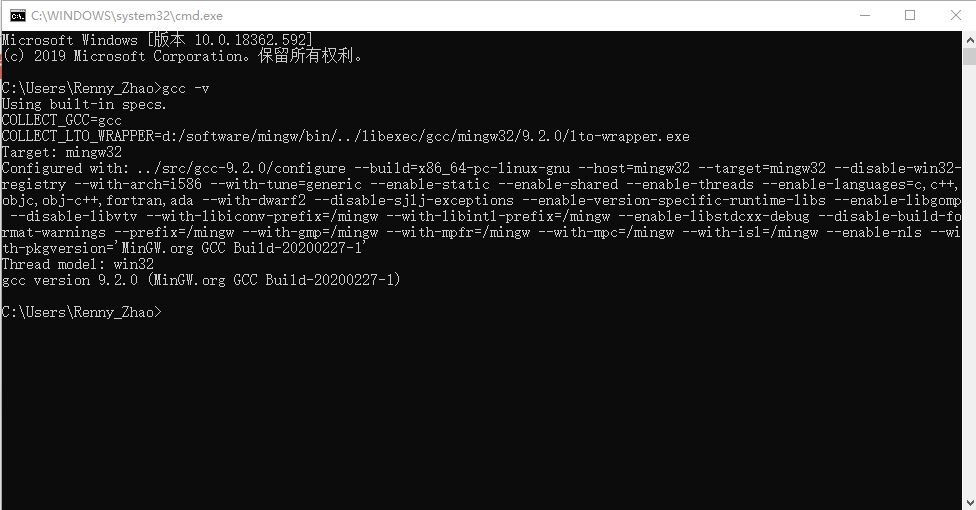 C:\WINDOWS\system32\cmd.exe
Microsoft Windows [版本 10.0.18362.592]
(c) 2019 Microsoft Corporation。保留所有权利。
C:\Users\Renny_Zhao>gcc -v
Using built-in specs.
COLLECT_GCC=gcc
COLLECT_LTO_WRAPPER=d:/software/mingw/bin/../libexec/gcc/mingw32/9.2.0/lto-wrapper.exe
Target: mingw32
Configured with: ../src/gcc-9.2.0/configure --build=x86_64-pc-linux-gnu --host=mingw32 --target=mingw32 --disable-win32-
registry --with-arch=i586 --with-tune=generic --enable-static --enable-shared --enable-threads --enable-languages=c,c++,
objc,obj-c++,fortran,ada --with-dwarf2 --disable-sjlj-exceptions --enable-version-specific-runtime-libs --enable-libgomp
 --disable-libvtv --with-libiconv-prefix=/mingw --with-libintl-prefix=/mingw --enable-libstdcxx-debug --disable-build-fo
rmat-warnings --prefix=/mingw --with-gmp=/mingw --with-mpfr=/mingw --with-mpc=/mingw --with-isl=/mingw --enable-nls --wi
th-pkgversion='MinGW.org GCC Build-20200227-1'
Thread model: win32
gcc version 9.2.0 (MinGW.org GCC Build-20200227-1)
C:\Users\Renny_Zhao>